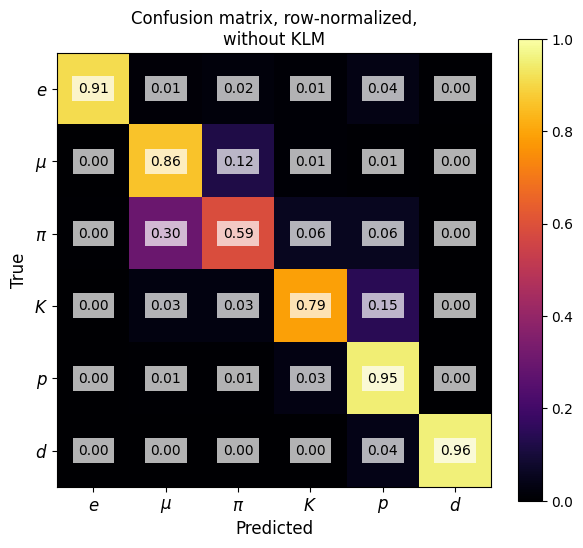 Confusion matrix, row-normalized,
without KLM
True
e 0.91 0.01 0.02 0.01 0.04 0.00
μ 0.00 0.86 0.12 0.01 0.01 0.00
π 0.00 0.30 0.59 0.06 0.06 0.00
K 0.00 0.03 0.03 0.79 0.15 0.00
p 0.00 0.01 0.01 0.03 0.95 0.00
d 0.00 0.00 0.00 0.00 0.04 0.96
e μ π K p d
Predicted
1.0
0.8
0.6
0.4
0.2
0.0